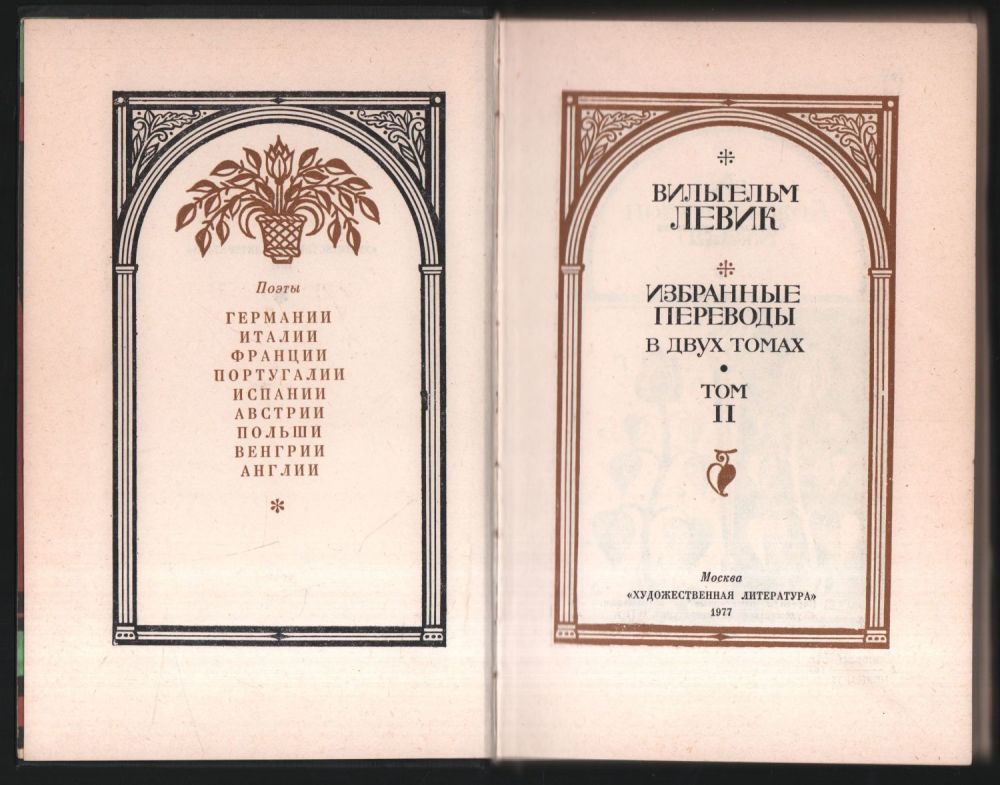 Поэты
ГЕРМАНИИ
ИТАЛИИ
ФРАНЦИИ
ПОРТУГАЛИИ
ИСПАНИИ
АВСТРИИ
ПОЛЬШИ
ВЕНГРИИ
АНГЛИИ
ВИЛЬГЕЛЬМ
ЛЕВИК
ИЗБРАННЫЕ
ПЕРЕВОДЫ
В ДВУХ ТОМАХ
ТОМ
II
Москва
«ХУДОЖЕСТВЕННАЯ ЛИТЕРАТУРА»
1977